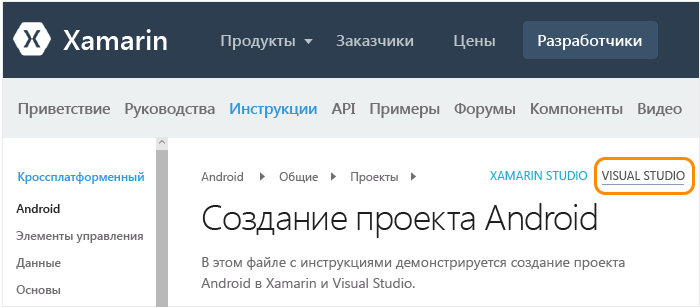 Xamarin Продукты Заказчики Цены Разработчики
Приветствие Руководства Инструкции API Примеры Форумы Компоненты Видео
Кроссплатформенный
Android
Элементы управления
Данные
Основы
Android Общие Проекты XAMARIN STUDIO VISUAL STUDIO
Создание проекта Android
В этом файле с инструкциями демонстрируется создание проекта
Android в Xamarin и Visual Studio.